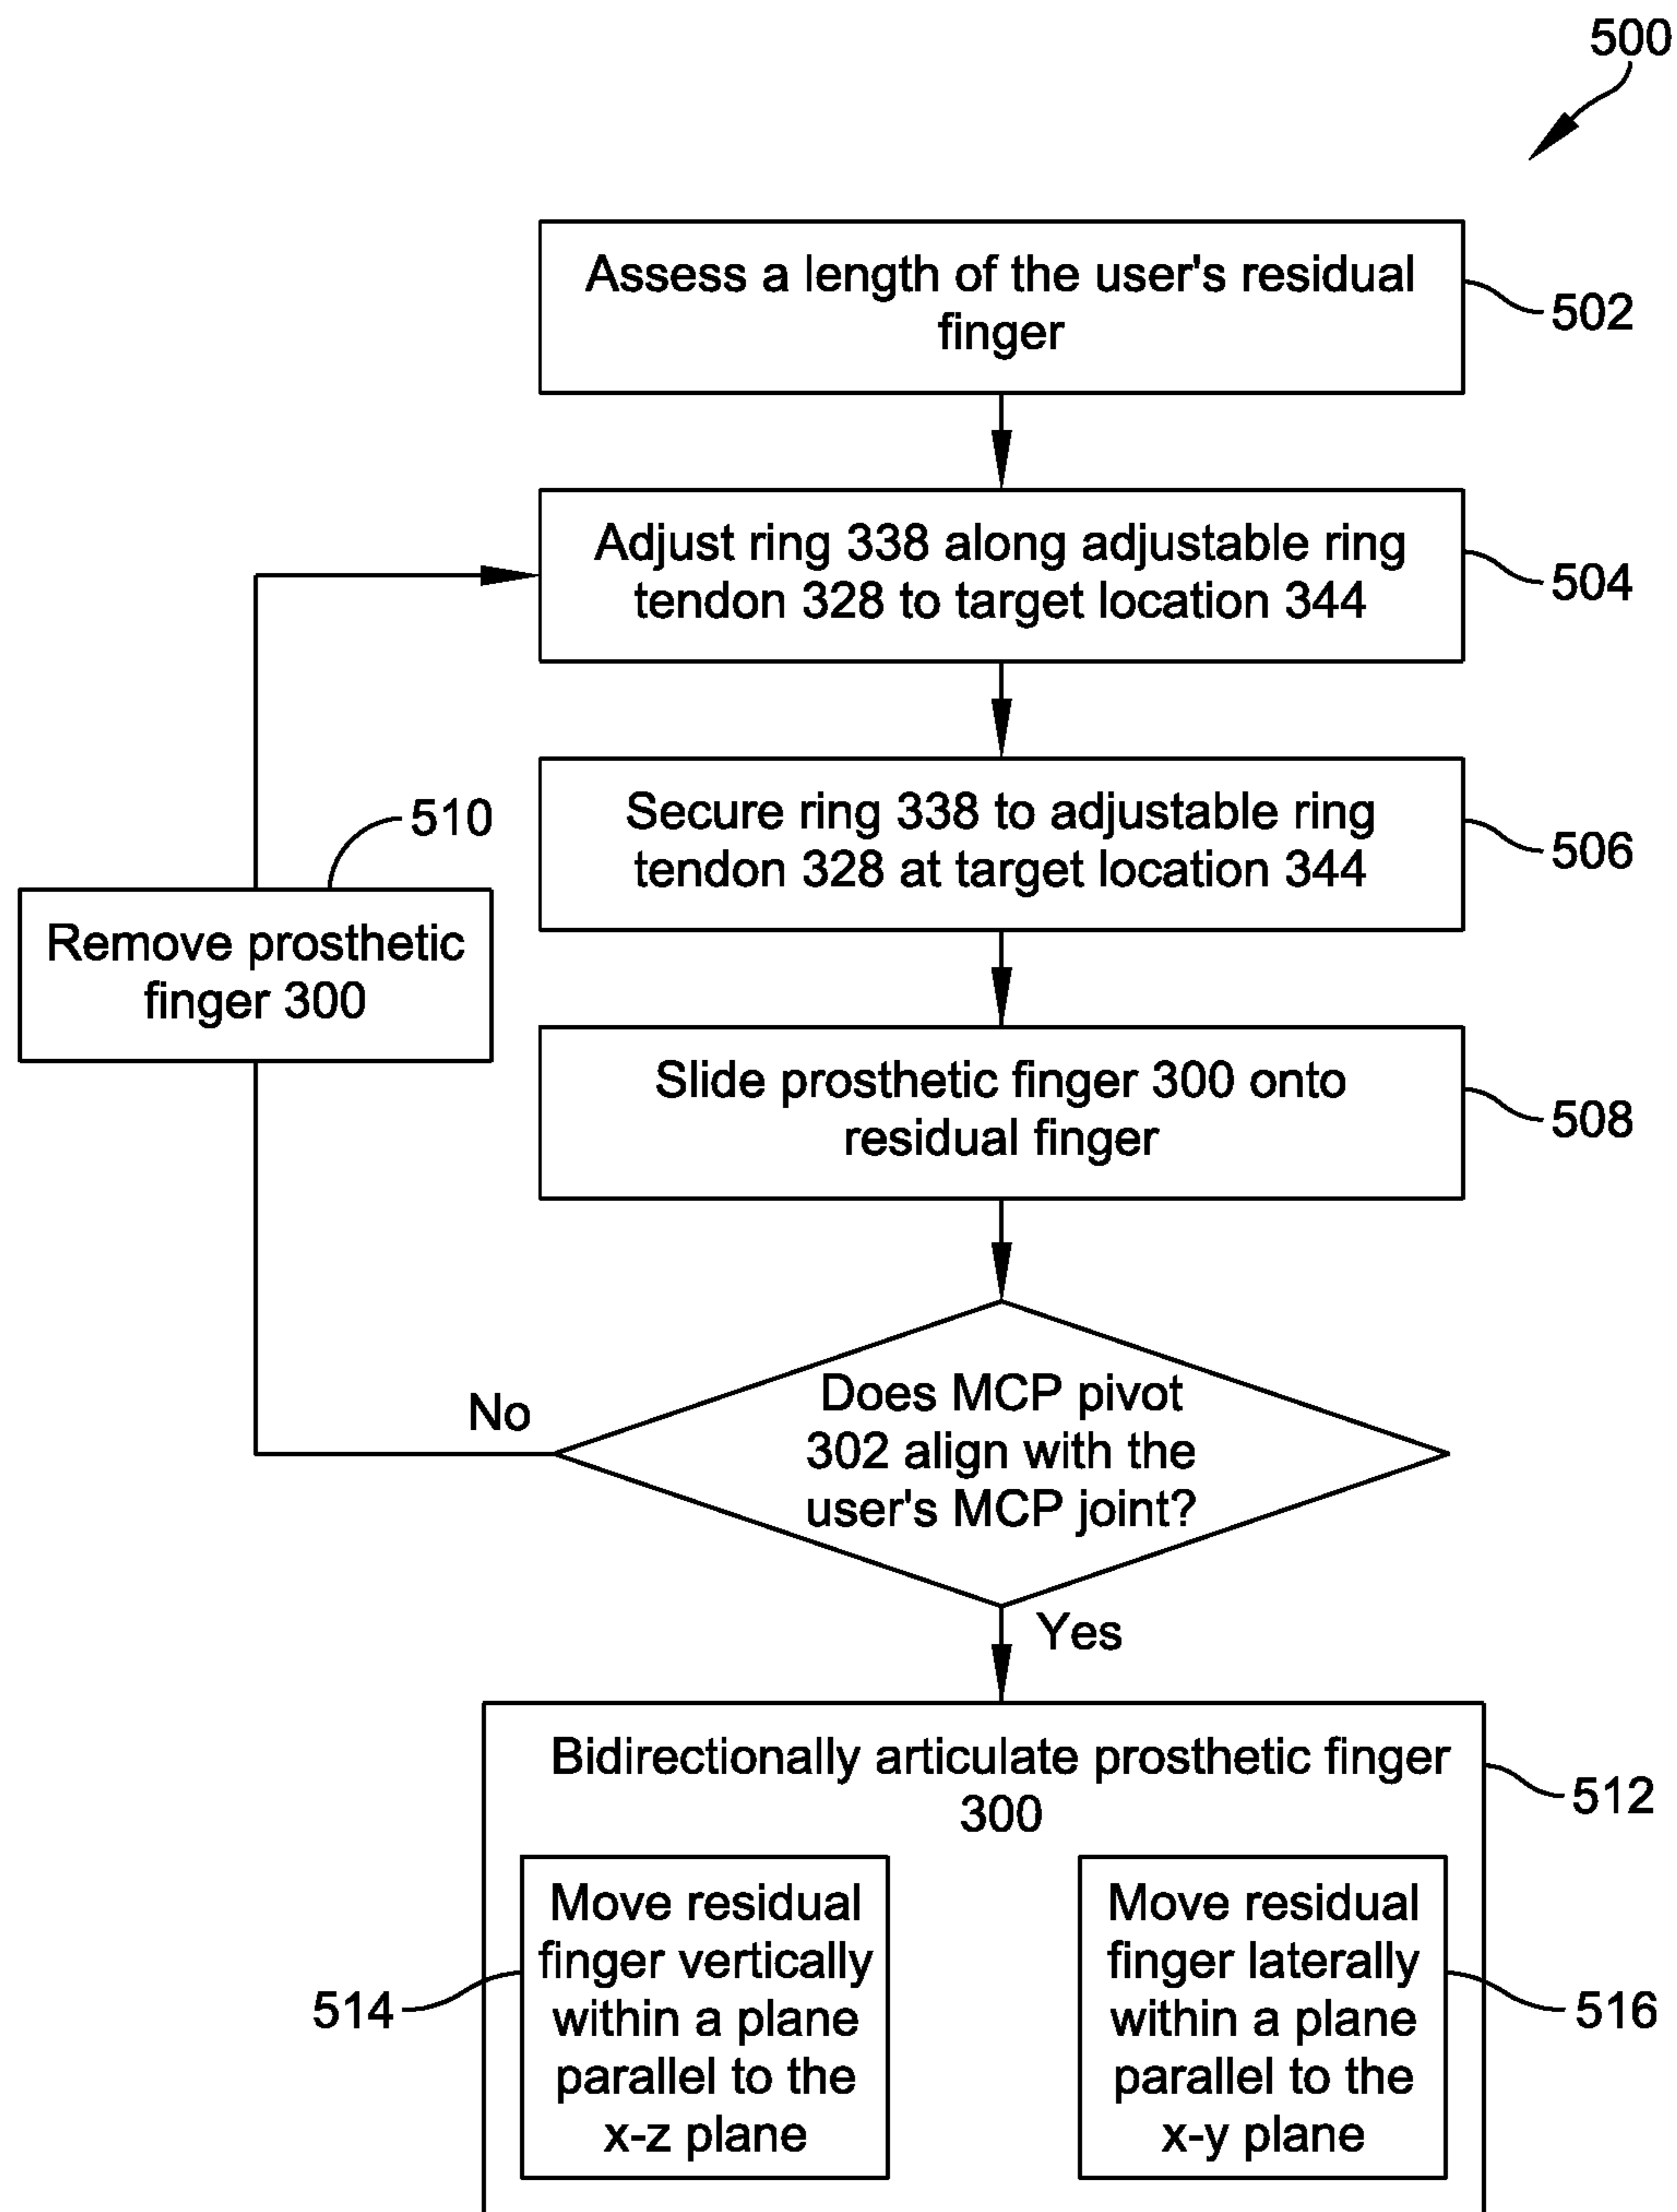 500
Assess a length of the user's residual
finger
502
Adjust ring 338 along adjustable ring
tendon 328 to target location 344
504
Secure ring 338 to adjustable ring
tendon 328 at target location 344
506
510
Remove prosthetic
finger 300
Slide prosthetic finger 300 onto
residual finger
508
Does MCP pivot
302 align with the
user's MCP joint?
No
Yes
Bidirectionally articulate prosthetic finger
300
512
Move residual
finger vertically
within a plane
parallel to the
x-z plane
514
Move residual
finger laterally
within a plane
parallel to the
x-y plane
516